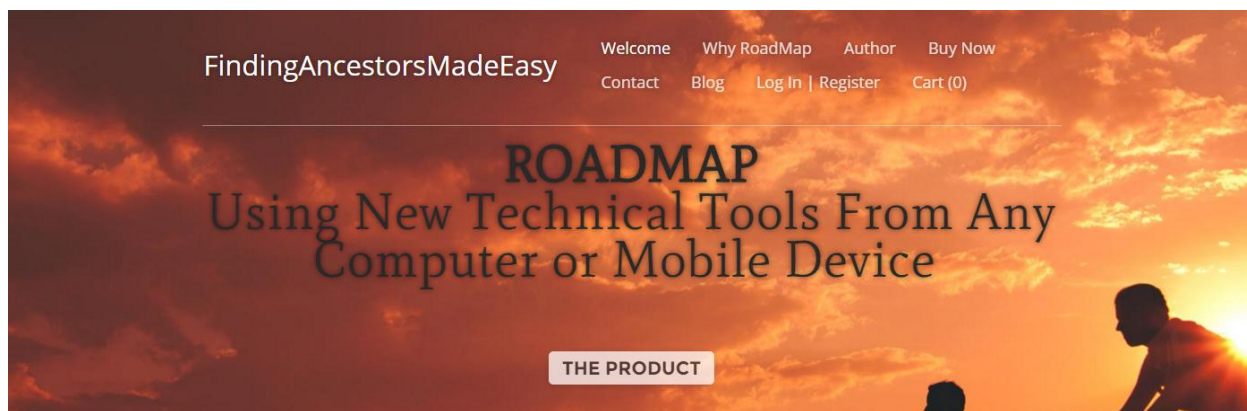 FindingAncestorsMadeEasy
Welcome Why RoadMap Author Buy Now
Contact Blog Log In | Register Cart (0)
ROADMAP
Using New Technical Tools From Any
Computer or Mobile Device
THE PRODUCT